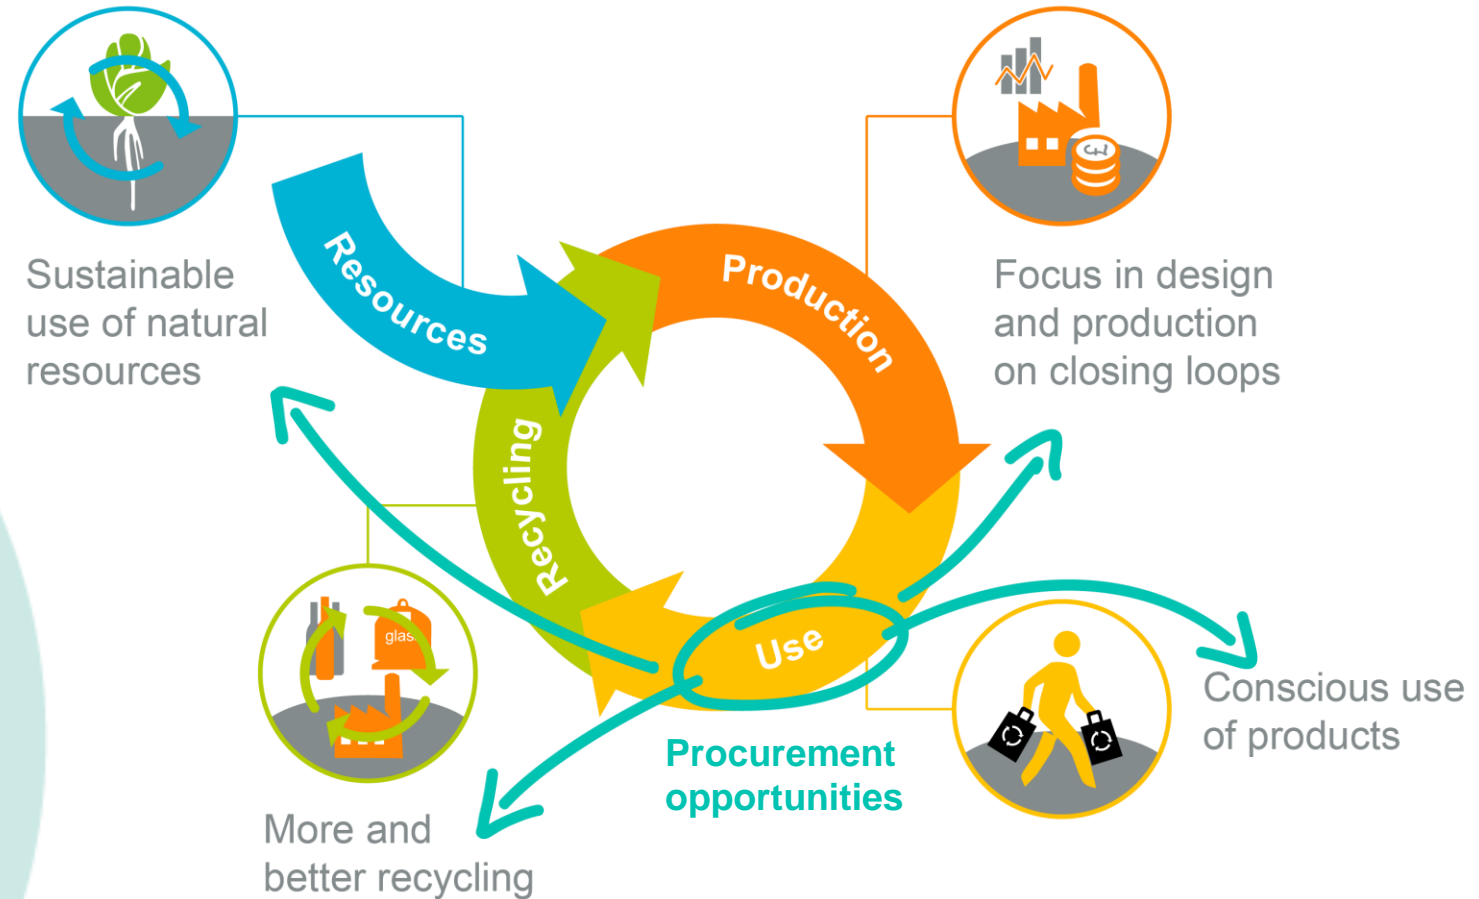 Sustainable
use of natural
resources
Resources
Production
Focus in design
and production
on closing loops
Recycling
glas
Use
Procurement
opportunities
Conscious use
of products
More and
better recycling
£